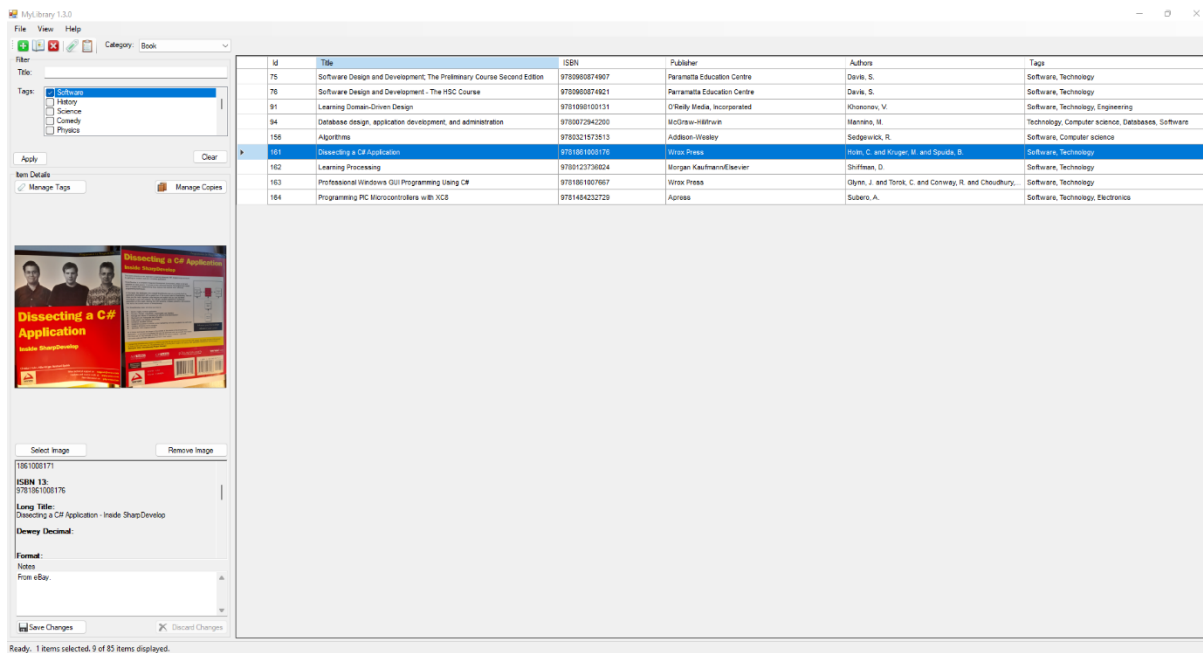 MyLibrary 1.3.0
File View Help
Category: Book
Filter
Title:
Tags:
Software
History
Science
Comedy
Physics
Apply Clear
Item Details
Manage Tags Manage Copies
Dissecting a C# Application
Inside SharpDevelop
Dissecting a C#
Application
Inside SharpDevelop
Select Image Remove Image
1861008171
ISBN 13:
9781861008176
Long Title:
Dissecting a C# Application - Inside SharpDevelop
Dewey Decimal:
Format:
Notes
From eBay.
Save Changes Discard Changes
Id Title ISBN Publisher Authors Tags
75 Software Design and Development; The Preliminary Course Second Edition 9780980874907 Paramatta Education Centre Davis, S. Software, Technology
76 Software Design and Development - The HSC Course 9780980874921 Parramatta Education Centre Davis, S. Software, Technology
91 Learning Domain-Driven Design 9781098100131 O'Reilly Media, Incorporated Khononov, V. Software, Technology, Engineering
94 Database design, application development, and administration 9780072942200 McGraw-Hill/Irwin Mannino, M. Technology, Computer science, Databases, Software
156 Algorithms 9780321573513 Addison-Wesley Sedgewick, R. Software, Computer science
161 Dissecting a C# Application 9781861008176 Wrox Press Holm, C. and Kruger, M. and Spuida, B. Software, Technology
162 Learning Processing 9780123736024 Morgan Kaufmann/Elsevier Shiffman, D. Software, Technology
163 Professional Windows GUI Programming Using C# 9781861007667 Wrox Press Glynn, J. and Torok, C. and Conway, R. and Choudhury,... Software, Technology
164 Programming PIC Microcontrollers with XC8 9781484232729 Apress Subero, A. Software, Technology, Electronics
Ready. 1 items selected. 9 of 85 items displayed.